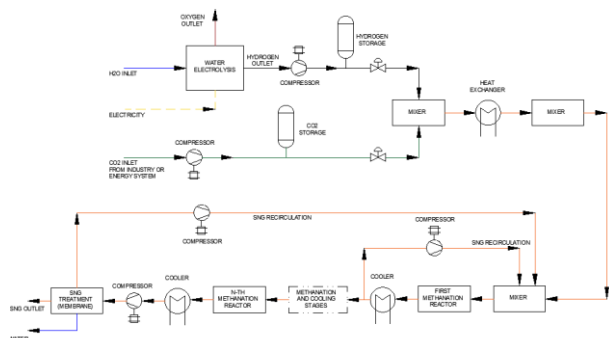 OXYGEN
OUTLET
HYDROGEN
STORAGE
WATER
ELECTROLYSIS
HYDROGEN
OUTLET
H2O INLET
COMPRESSOR
HEAT
EXCHANGER
MIXER
MIXER
ELECTRICITY
CO2
STORAGE
COMPRESSOR
CO2 INLET
FROM INDUSTRY OR
ENERGY SYSTEM
SNG RECIRCULATION
COMPRESSOR
COMPRESSOR
SNG RECIRCULATION
SNG
TREATMENT
(MEMBRANE)
COMPRESSOR
COOLER
N-TH
METHANATION
REACTOR
METHANATION
AND COOLING
STAGES
COOLER
FIRST
METHANATION
REACTOR
MIXER
SNG OUTLET